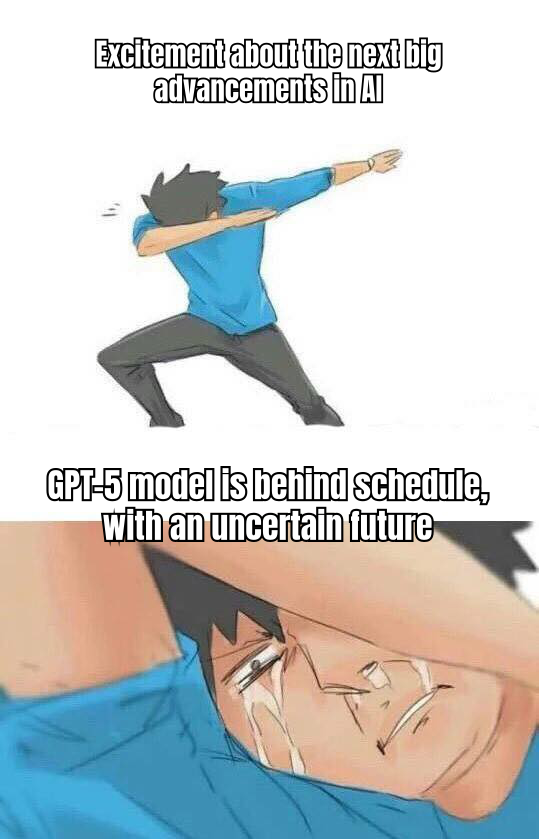 Excitement about the next big
advancements in AI
GPT-5 model is behind schedule,
with an uncertain future